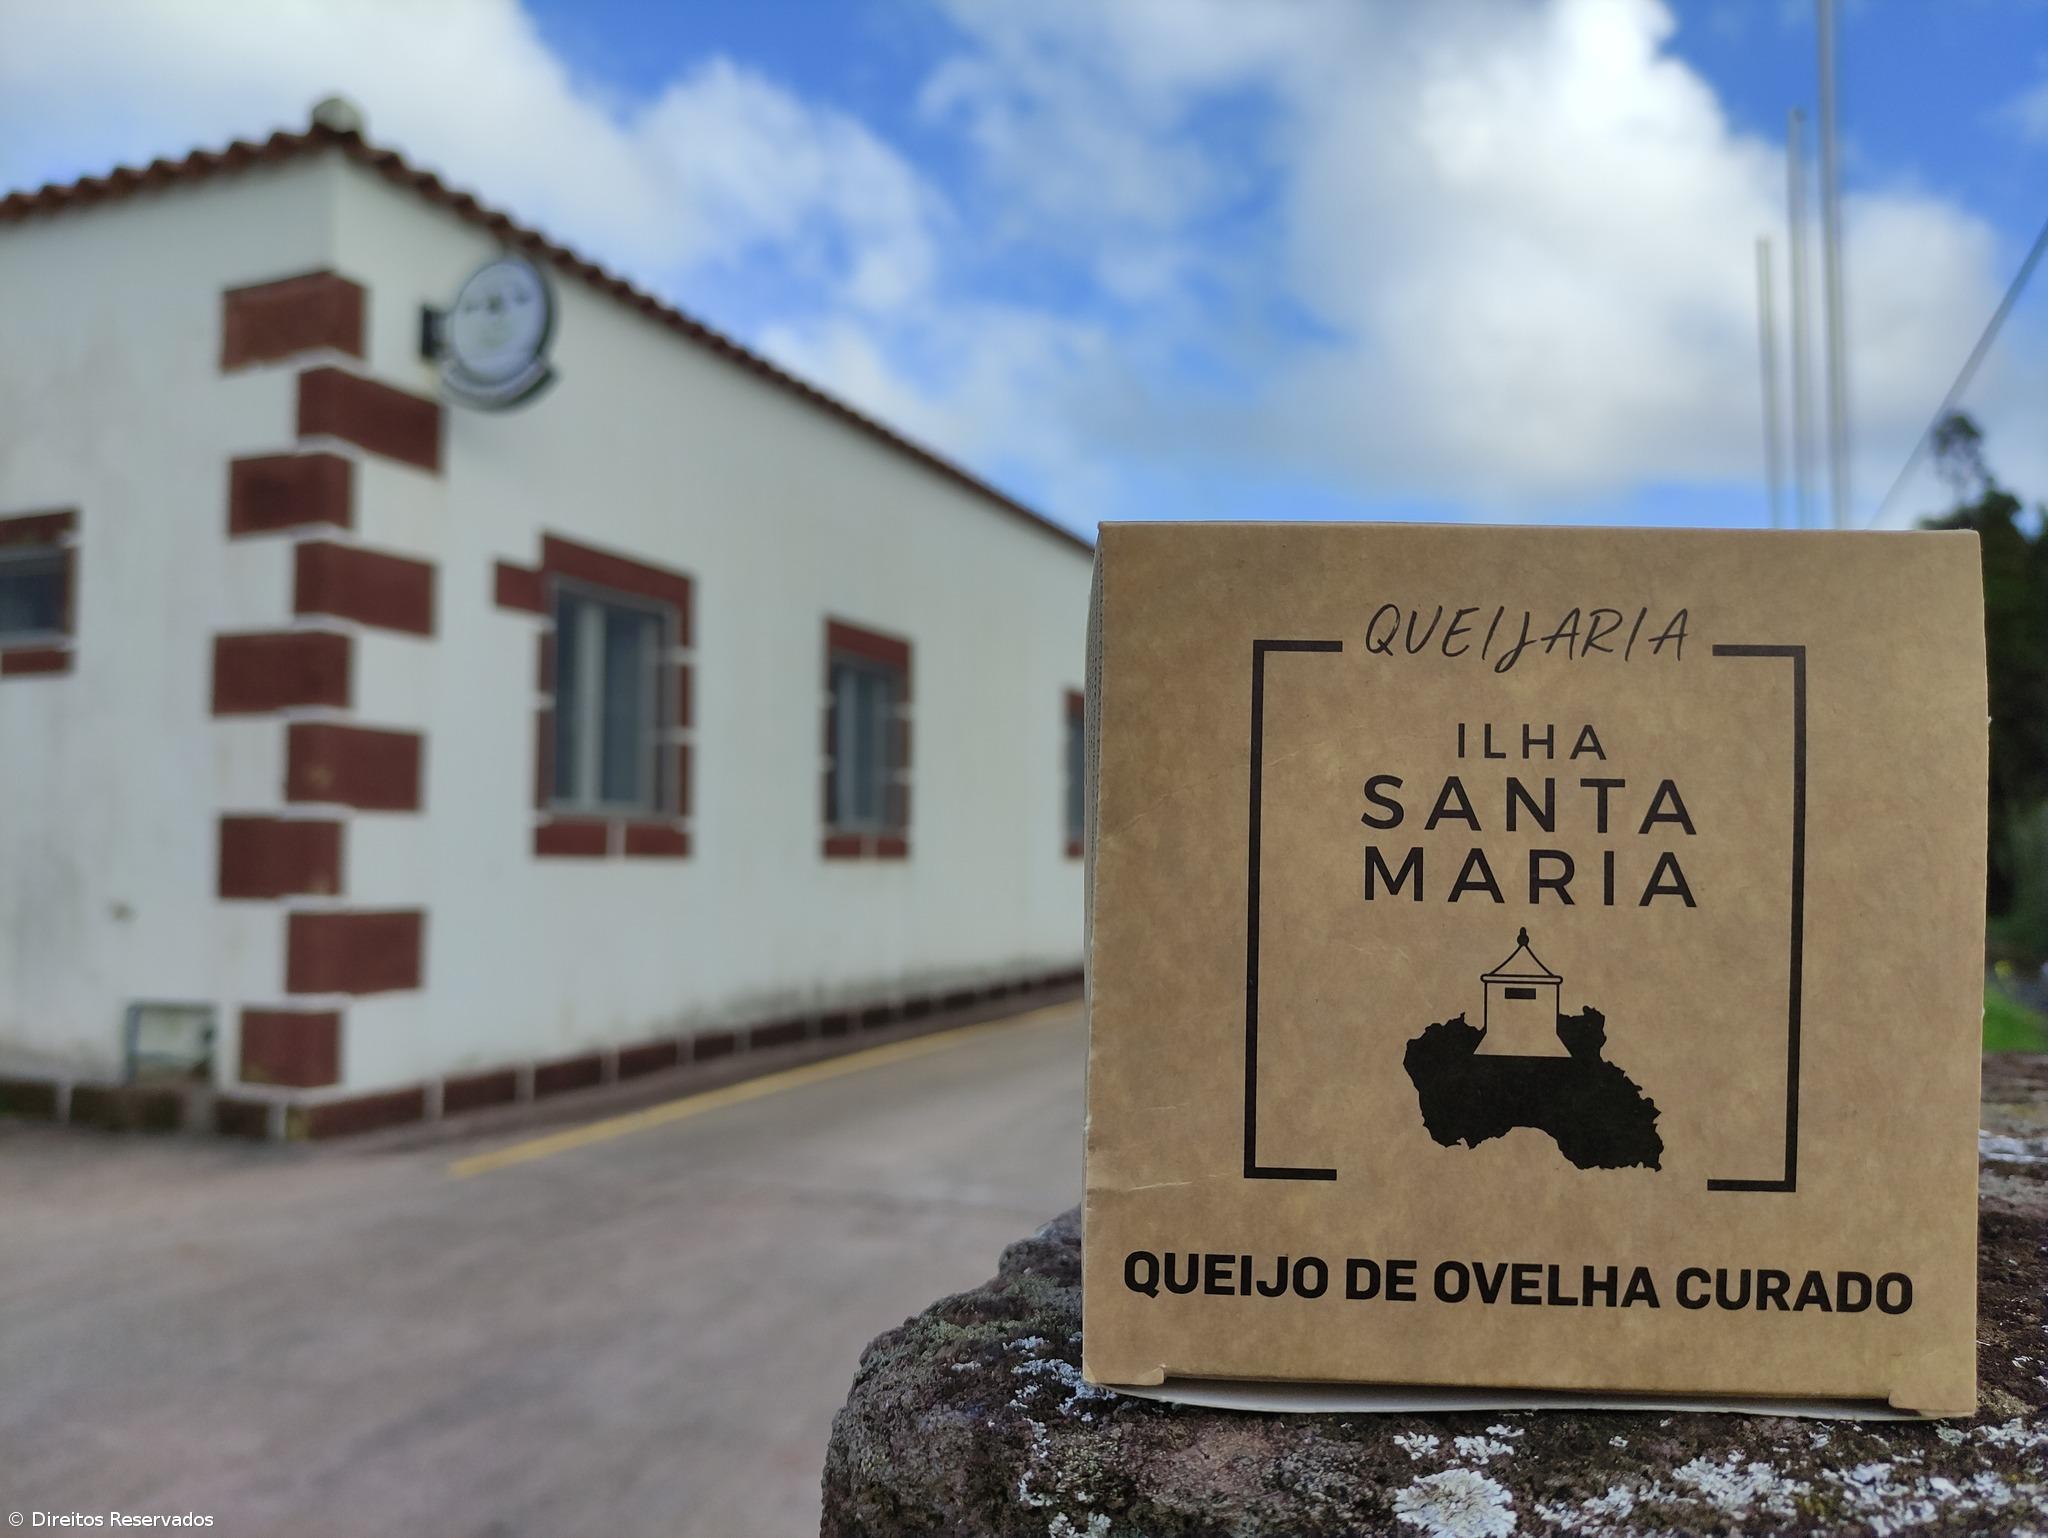 QUEIJARIA
ILHA
SANTA
MARIA
QUEIJO DE OVELHA CURADO
© Direitos Reservados